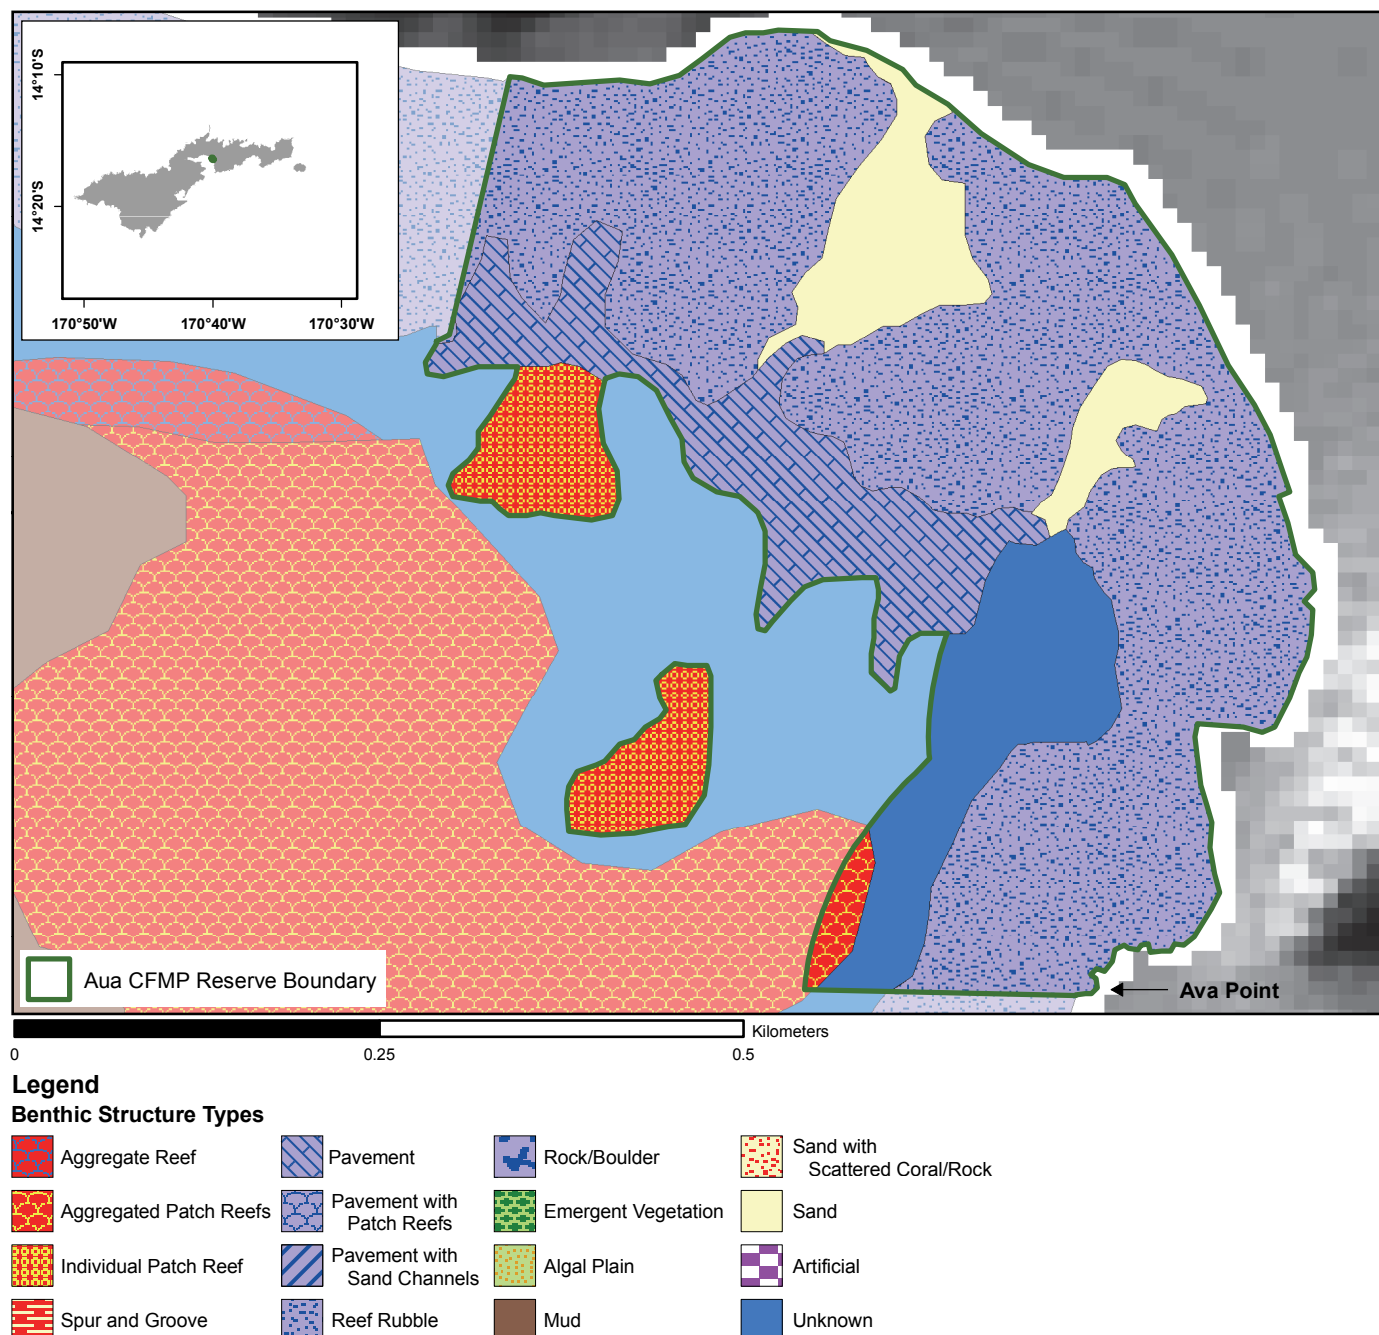 14°10'S
14°20'S
170°50'W
170°40'W
170°30'W
Aua CFMP Reserve Boundary
Ava Point
Kilometers
0
0.25
0.5
Legend
Benthic Structure Types
Aggregate Reef
Aggregated Patch Reefs
Individual Patch Reef
Spur and Groove
Pavement
Pavement with
Patch Reefs
Pavement with
Sand Channels
Reef Rubble
Rock/Boulder
Emergent Vegetation
Algal Plain
Mud
Sand with
Scattered Coral/Rock
Sand
Artificial
Unknown